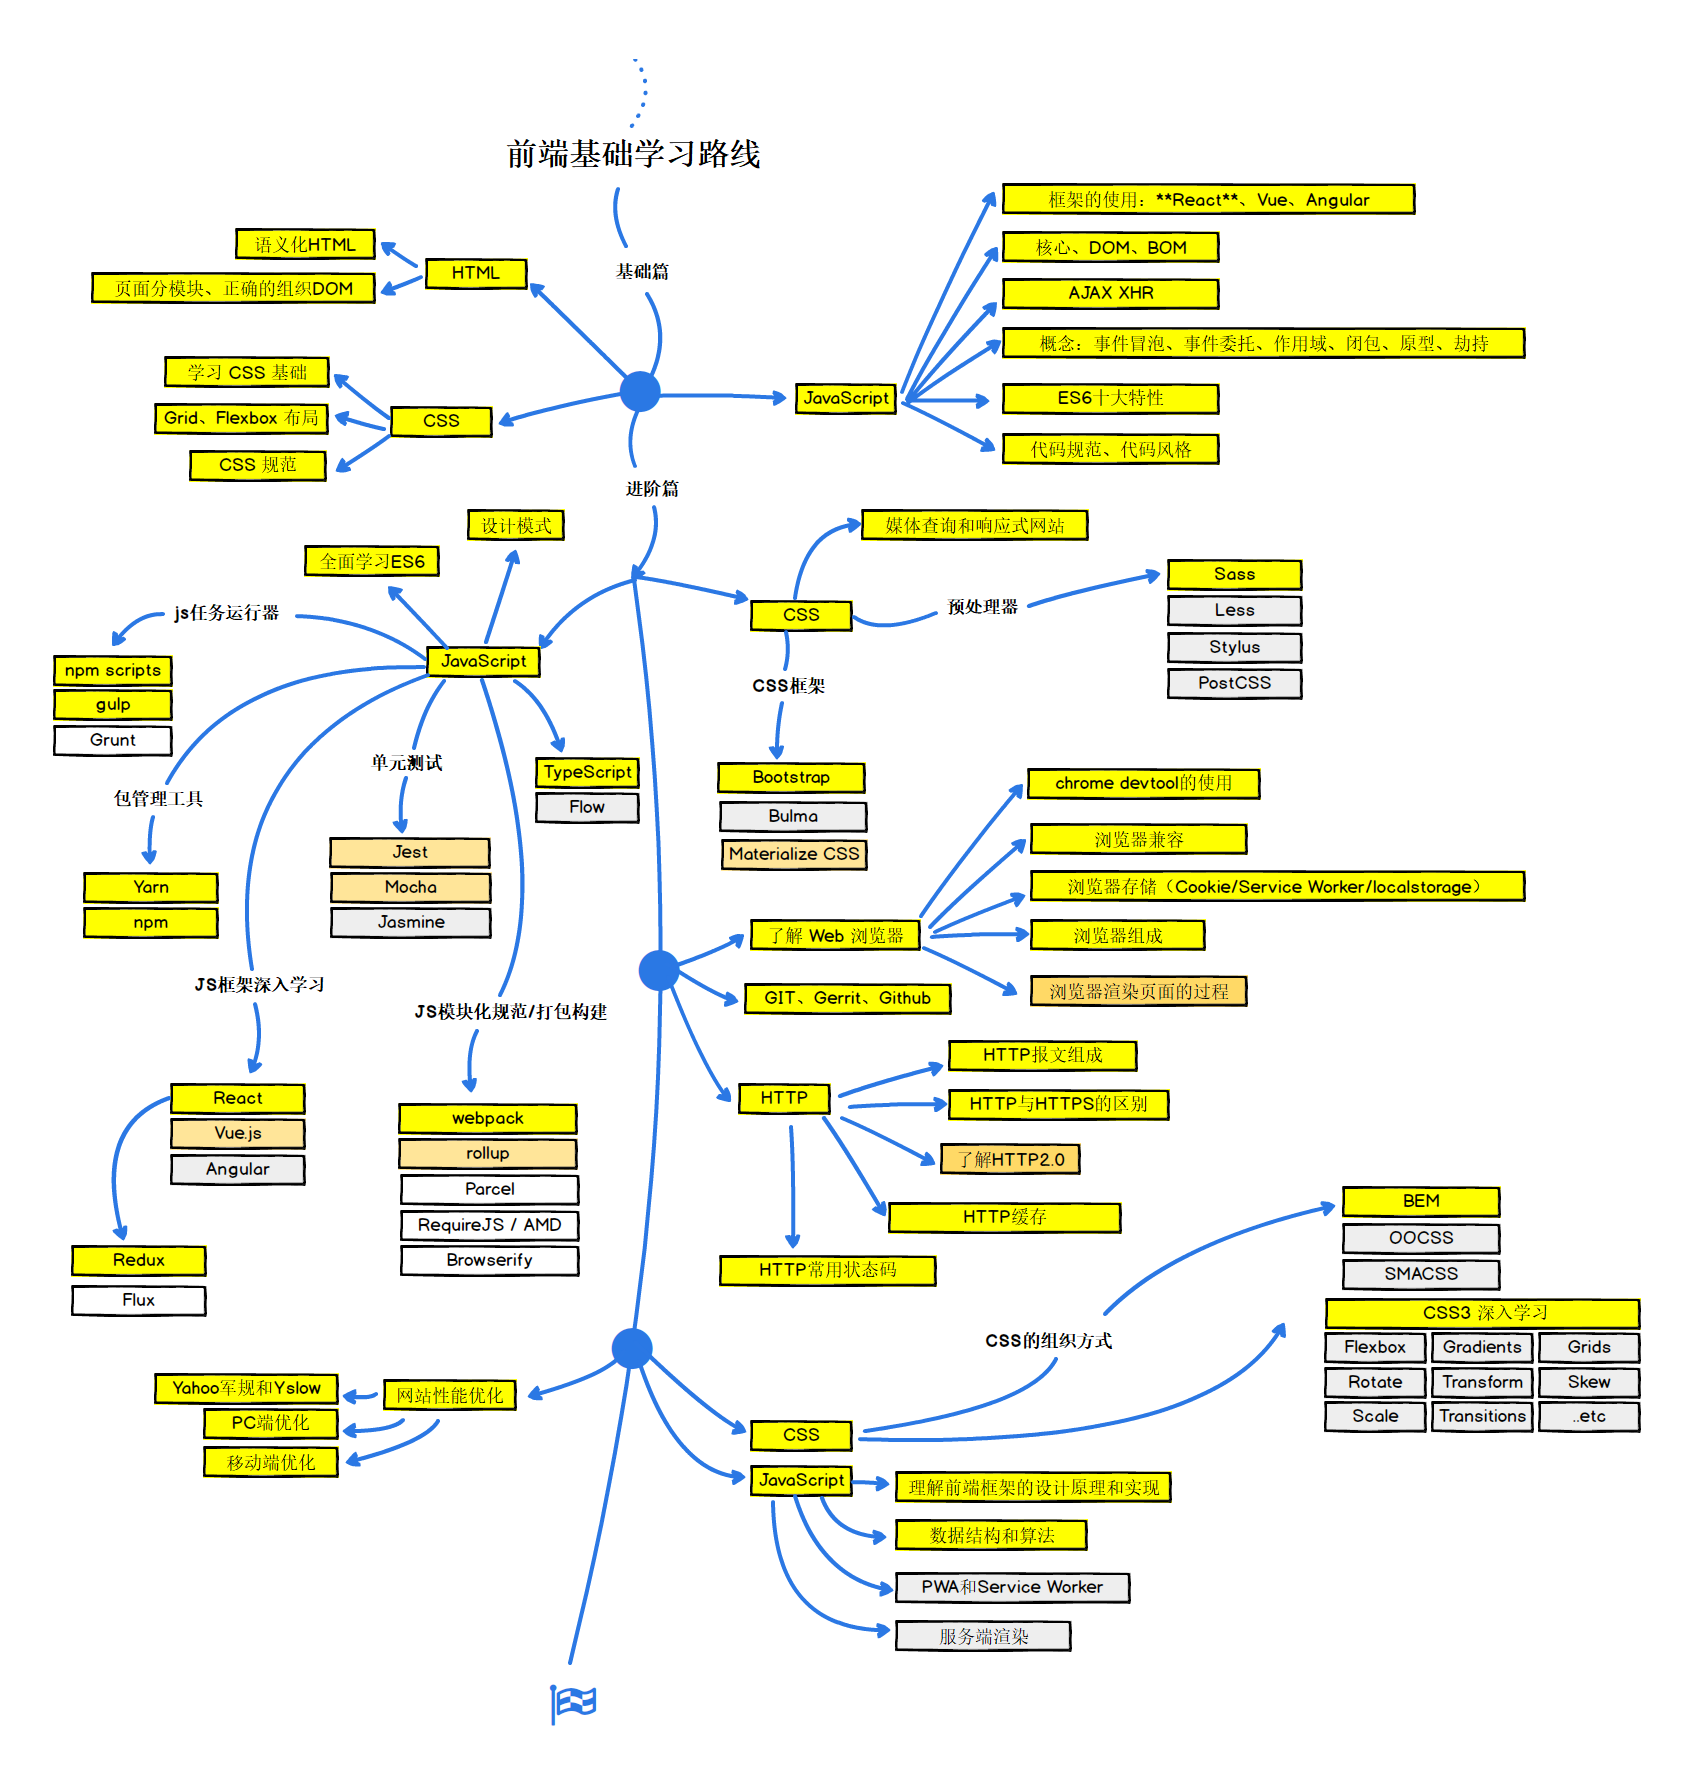 前端基础学习路线
基础篇
HTML
语义化HTML
页面分模块、正确的组织DOM
CSS
学习 CSS 基础
Grid、Flexbox 布局
CSS 规范
JavaScript
框架的使用：**React**、Vue、Angular
核心、DOM、BOM
AJAX XHR
概念：事件冒泡、事件委托、作用域、闭包、原型、劫持
ES6十大特性
代码规范、代码风格
进阶篇
JavaScript
设计模式
全面学习ES6
js任务运行器
npm scripts
gulp
Grunt
包管理工具
Yarn
npm
JS框架深入学习
React
Vue.js
Angular
Redux
Flux
单元测试
Jest
Mocha
Jasmine
JS模块化规范/打包构建
webpack
rollup
Parcel
RequireJS / AMD
Browserify
TypeScript
Flow
CSS
媒体查询和响应式网站
预处理器
Sass
Less
Stylus
PostCSS
CSS框架
Bootstrap
Bulma
Materialize CSS
了解 Web 浏览器
chrome devtool的使用
浏览器兼容
浏览器存储（Cookie/Service Worker/localstorage）
浏览器组成
浏览器渲染页面的过程
GIT、Gerrit、Github
HTTP
HTTP报文组成
HTTP与HTTPS的区别
了解HTTP2.0
HTTP缓存
HTTP常用状态码
网站性能优化
Yahoo军规和Yslow
PC端优化
移动端优化
CSS
CSS的组织方式
BEM
OOCSS
SMACSS
CSS3 深入学习
Flexbox Gradients Grids
Rotate Transform Skew
Scale Transitions ..etc
JavaScript
理解前端框架的设计原理和实现
数据结构和算法
PWA和Service Worker
服务端渲染